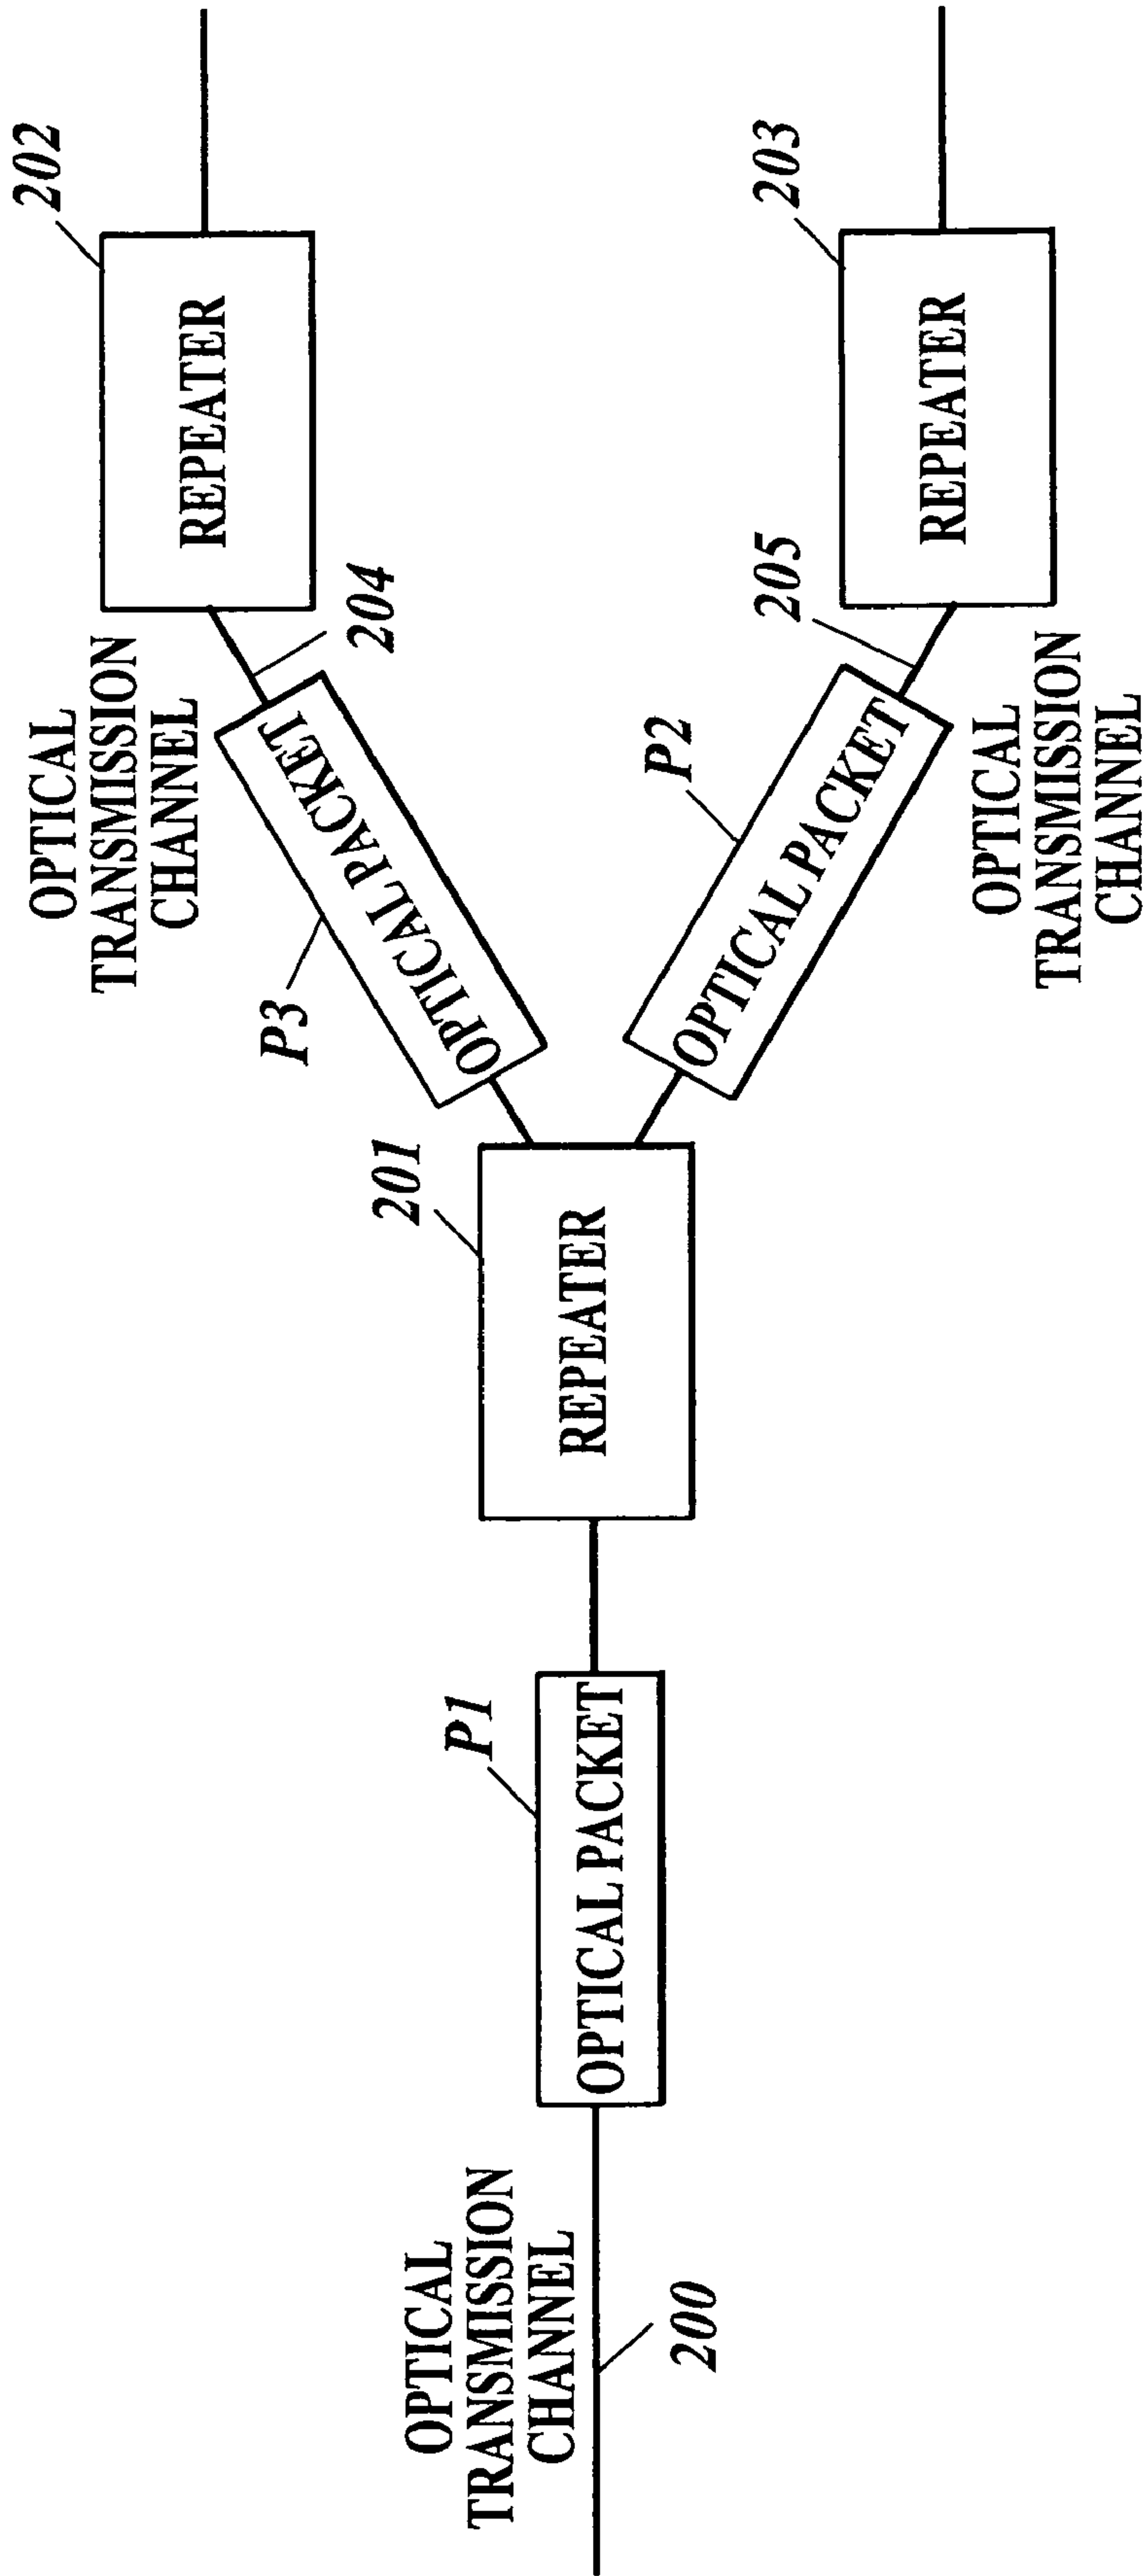 202
REPEATER
OPTICAL
TRANSMISSION
CHANNEL
204
OPTICAL PACKET
P3
201
REPEATER
P1
OPTICAL PACKET
OPTICAL
TRANSMISSION
CHANNEL
200
203
REPEATER
205
P2
OPTICAL PACKET
OPTICAL
TRANSMISSION
CHANNEL